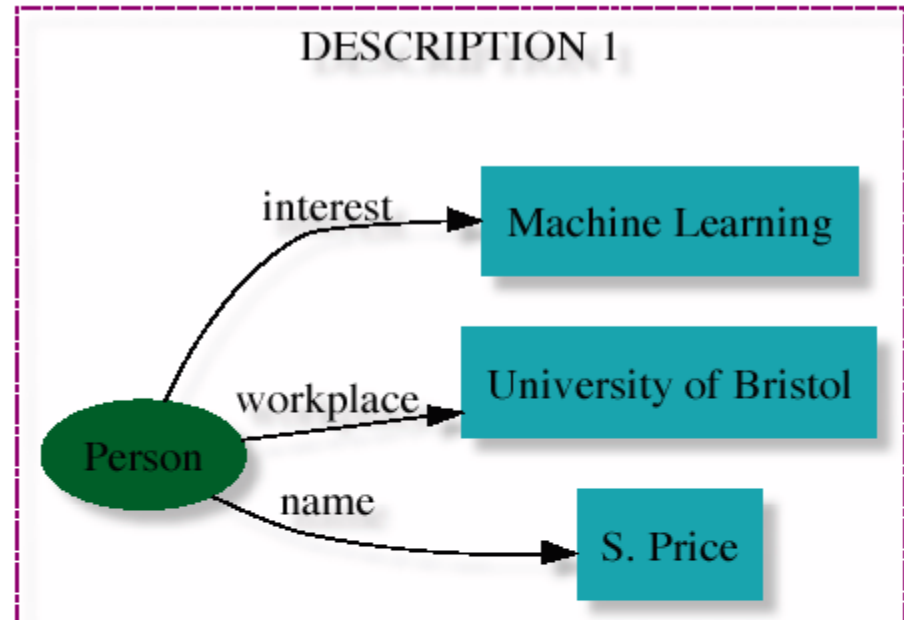 DESCRIPTION 1
interest
Machine Learning
workplace
University of Bristol
Person
name
S. Price